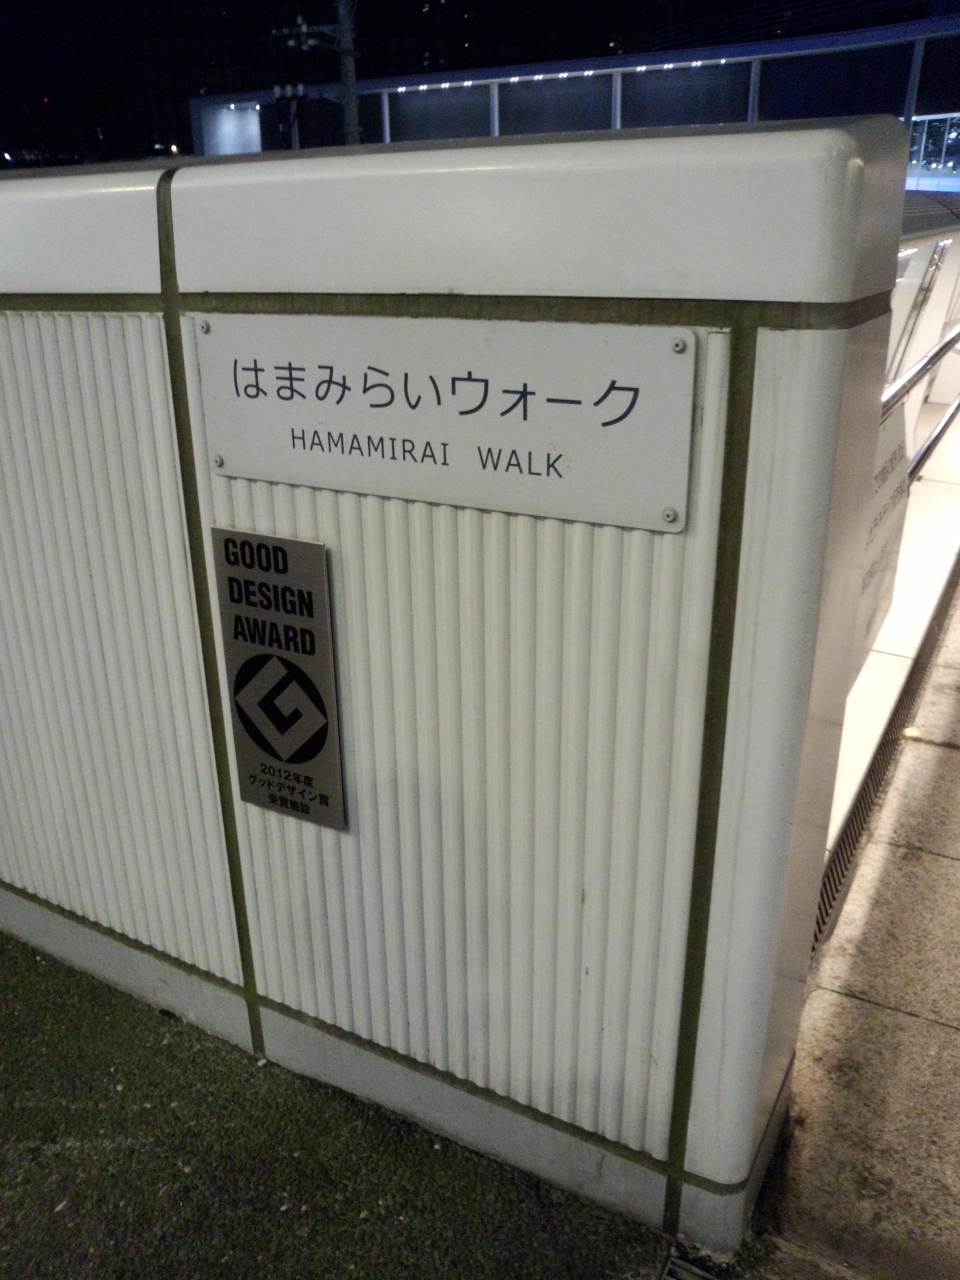 はまみらいウォーク
HAMAMIRAI WALK
GOOD
DESIGN
AWARD
2012年度
グッドデザイン賞
受賞施設